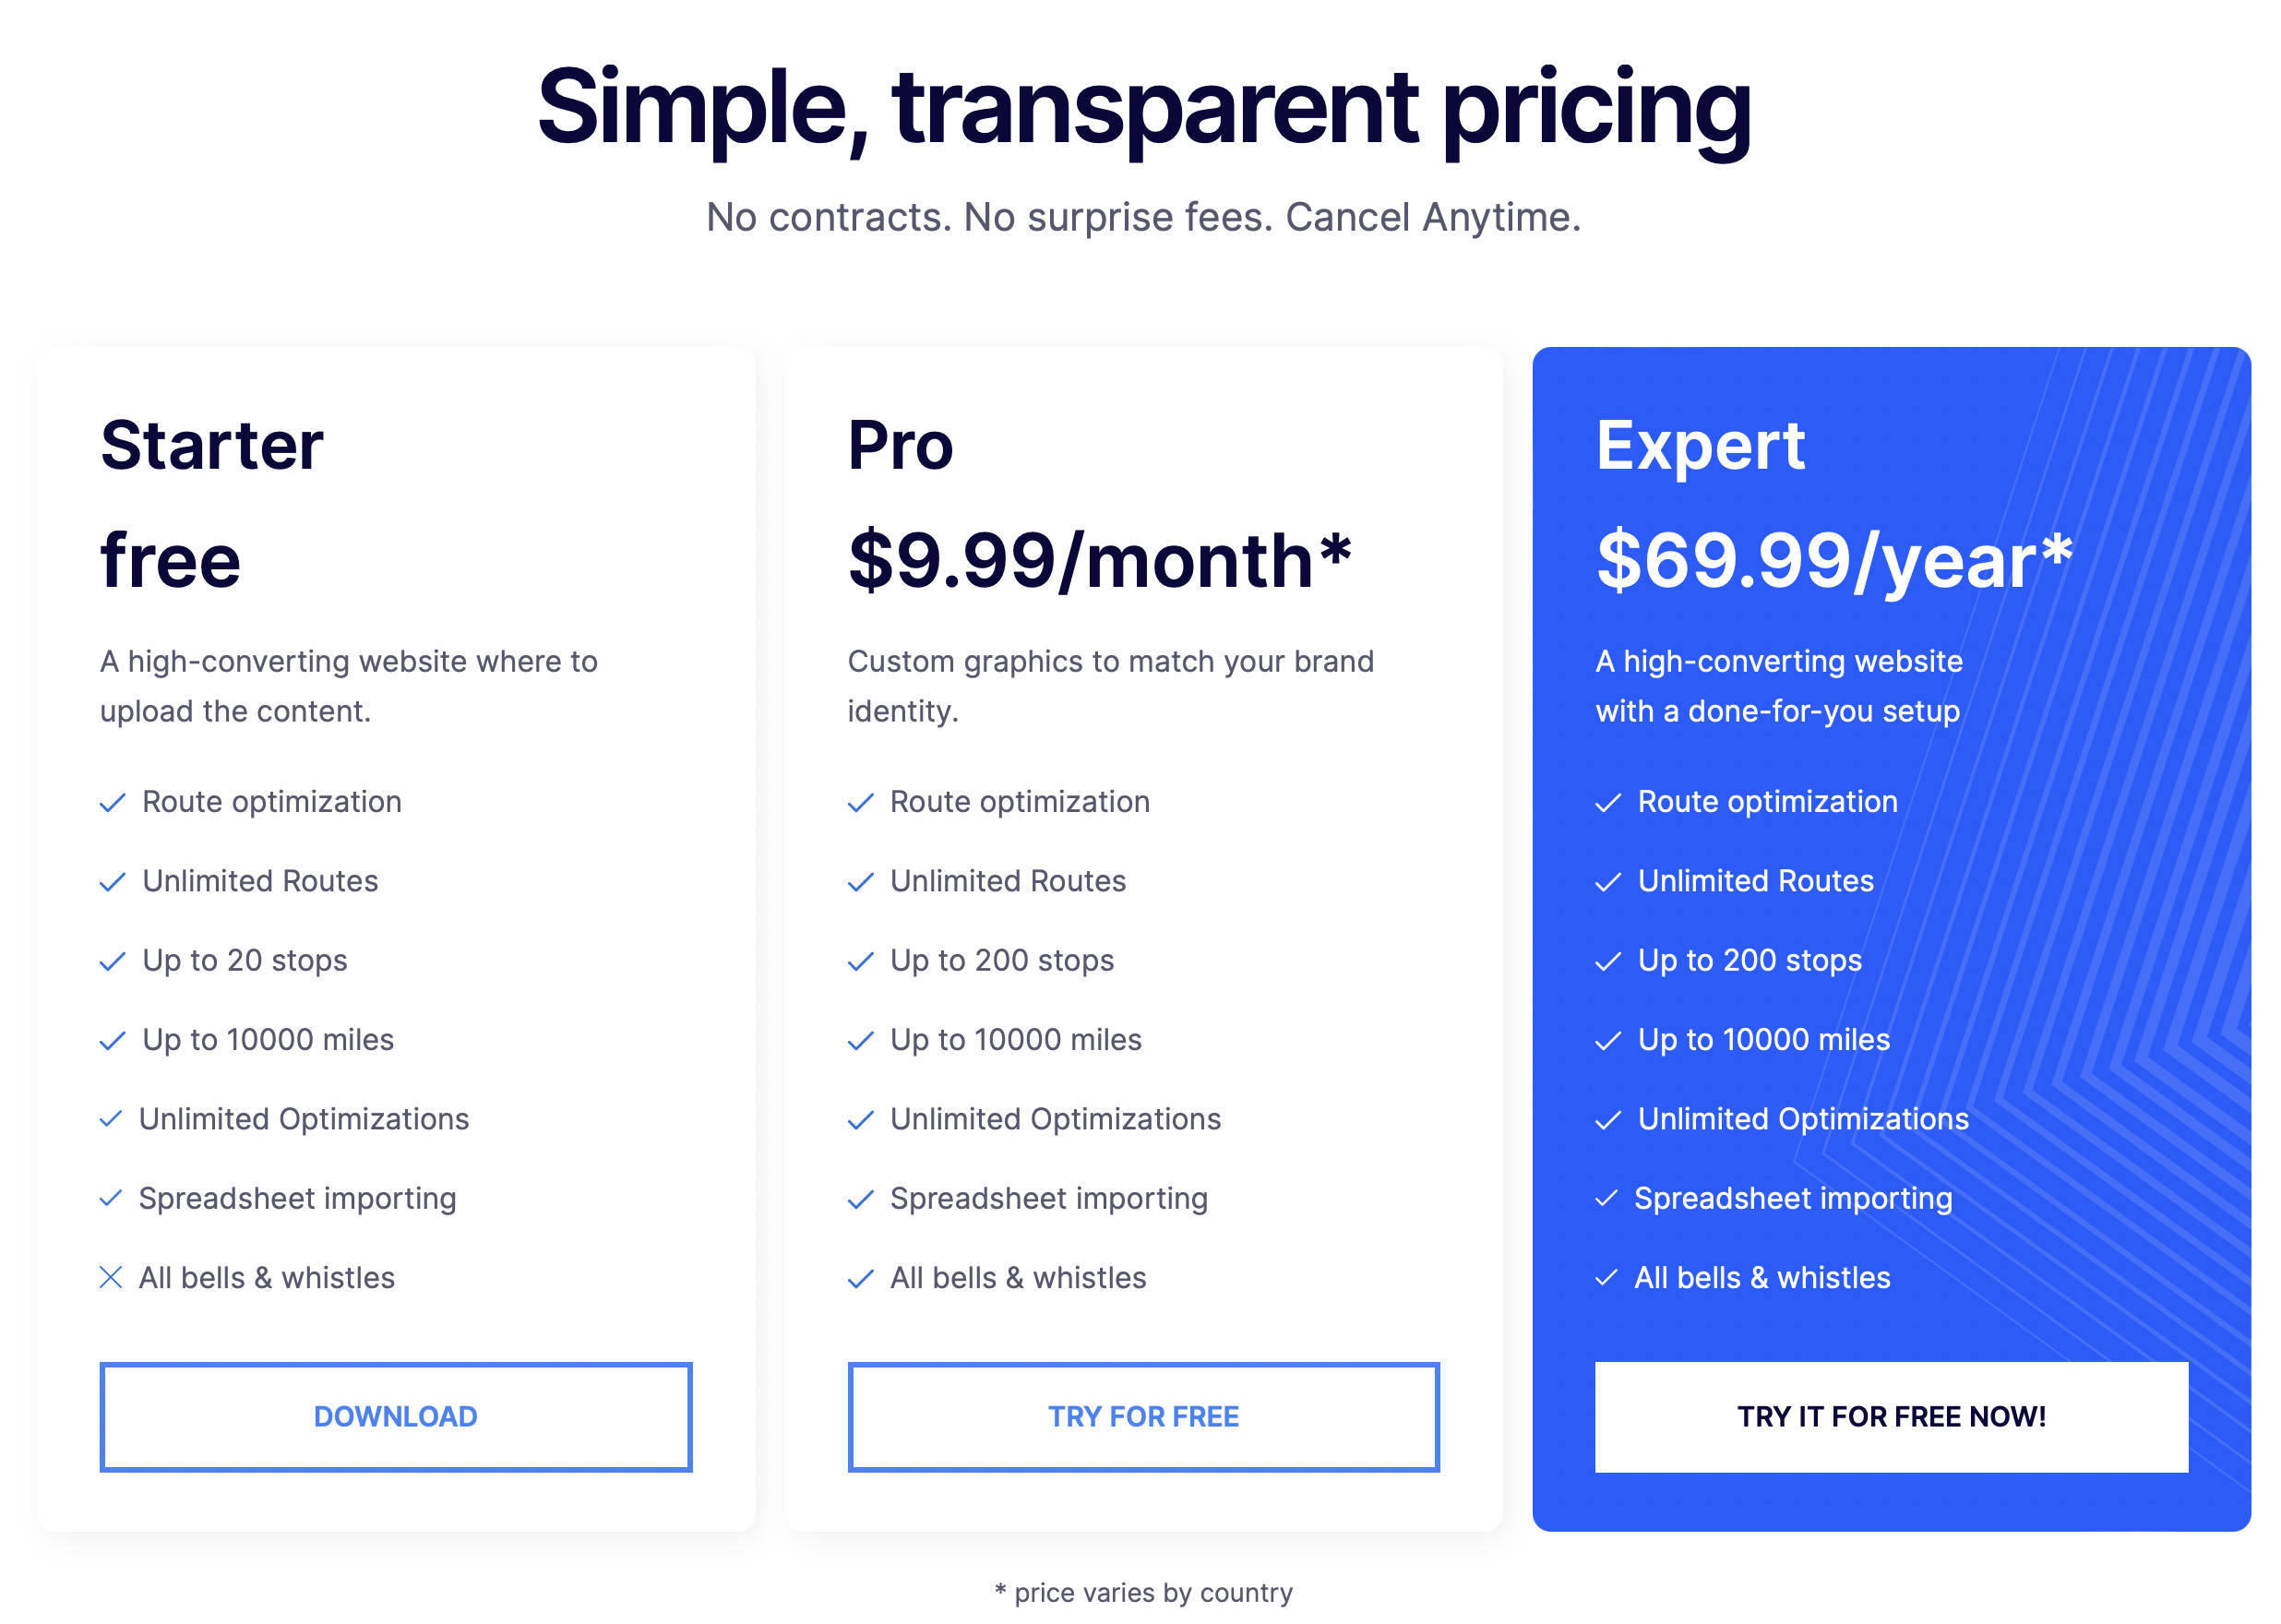 Simple, transparent pricing
No contracts. No surprise fees. Cancel Anytime.
Starter
free
A high-converting website where to
upload the content.
Route optimization
Unlimited Routes
Up to 20 stops
Up to 10000 miles
Unlimited Optimizations
Spreadsheet importing
All bells & whistles
DOWNLOAD
Pro
$9.99/month*
Custom graphics to match your brand
identity.
Route optimization
Unlimited Routes
Up to 200 stops
Up to 10000 miles
Unlimited Optimizations
Spreadsheet importing
All bells & whistles
TRY FOR FREE
Expert
$69.99/year*
A high-converting website
with a done-for-you setup
Route optimization
Unlimited Routes
Up to 200 stops
Up to 10000 miles
Unlimited Optimizations
Spreadsheet importing
All bells & whistles
TRY IT FOR FREE NOW!
* price varies by country